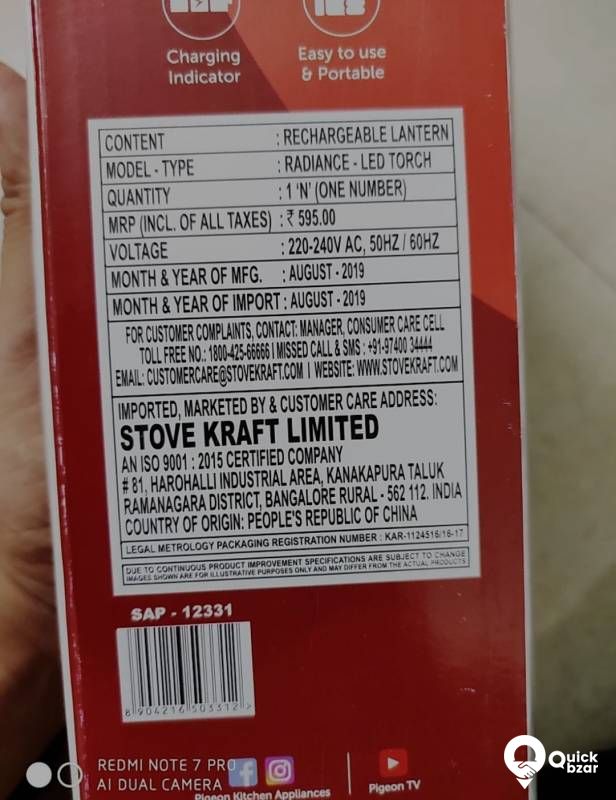 Charging Indicator
Easy to use & Portable
CONTENT : RECHARGEABLE LANTERN
MODEL - TYPE : RADIANCE - LED TORCH
QUANTITY : 1 'N' (ONE NUMBER)
MRP (INCL. OF ALL TAXES) : ₹ 595.00
VOLTAGE : 220-240V AC, 50HZ / 60HZ
MONTH & YEAR OF MFG. : AUGUST - 2019
MONTH & YEAR OF IMPORT : AUGUST - 2019
FOR CUSTOMER COMPLAINTS, CONTACT: MANAGER, CONSUMER CARE CELL
TOLL FREE NO.: 1800-425-66666 I MISSED CALL & SMS : +91-97400 34444
EMAIL: CUSTOMERCARE@STOVEKRAFT.COM I WEBSITE: WWW.STOVEKRAFT.COM
IMPORTED, MARKETED BY & CUSTOMER CARE ADDRESS:
STOVE KRAFT LIMITED
AN ISO 9001 : 2015 CERTIFIED COMPANY
# 81, HAROHALLI INDUSTRIAL AREA, KANAKAPURA TALUK
RAMANAGARA DISTRICT, BANGALORE RURAL - 562 112. INDIA
COUNTRY OF ORIGIN: PEOPLE'S REPUBLIC OF CHINA
LEGAL METROLOGY PACKAGING REGISTRATION NUMBER : KAR-1124516/16-17
DUE TO CONTINUOUS PRODUCT IMPROVEMENT SPECIFICATIONS ARE SUBJECT TO CHANGE
IMAGES SHOWN ARE FOR ILLUSTRATIVE PURPOSES ONLY AND MAY DIFFER FROM THE ACTUAL PRODUCTS
SAP - 12331
8 904216 503312 >
REDMI NOTE 7 PRO
AI DUAL CAMERA
Pigeon Kitchen Appliances
Pigeon TV
Quick bzar